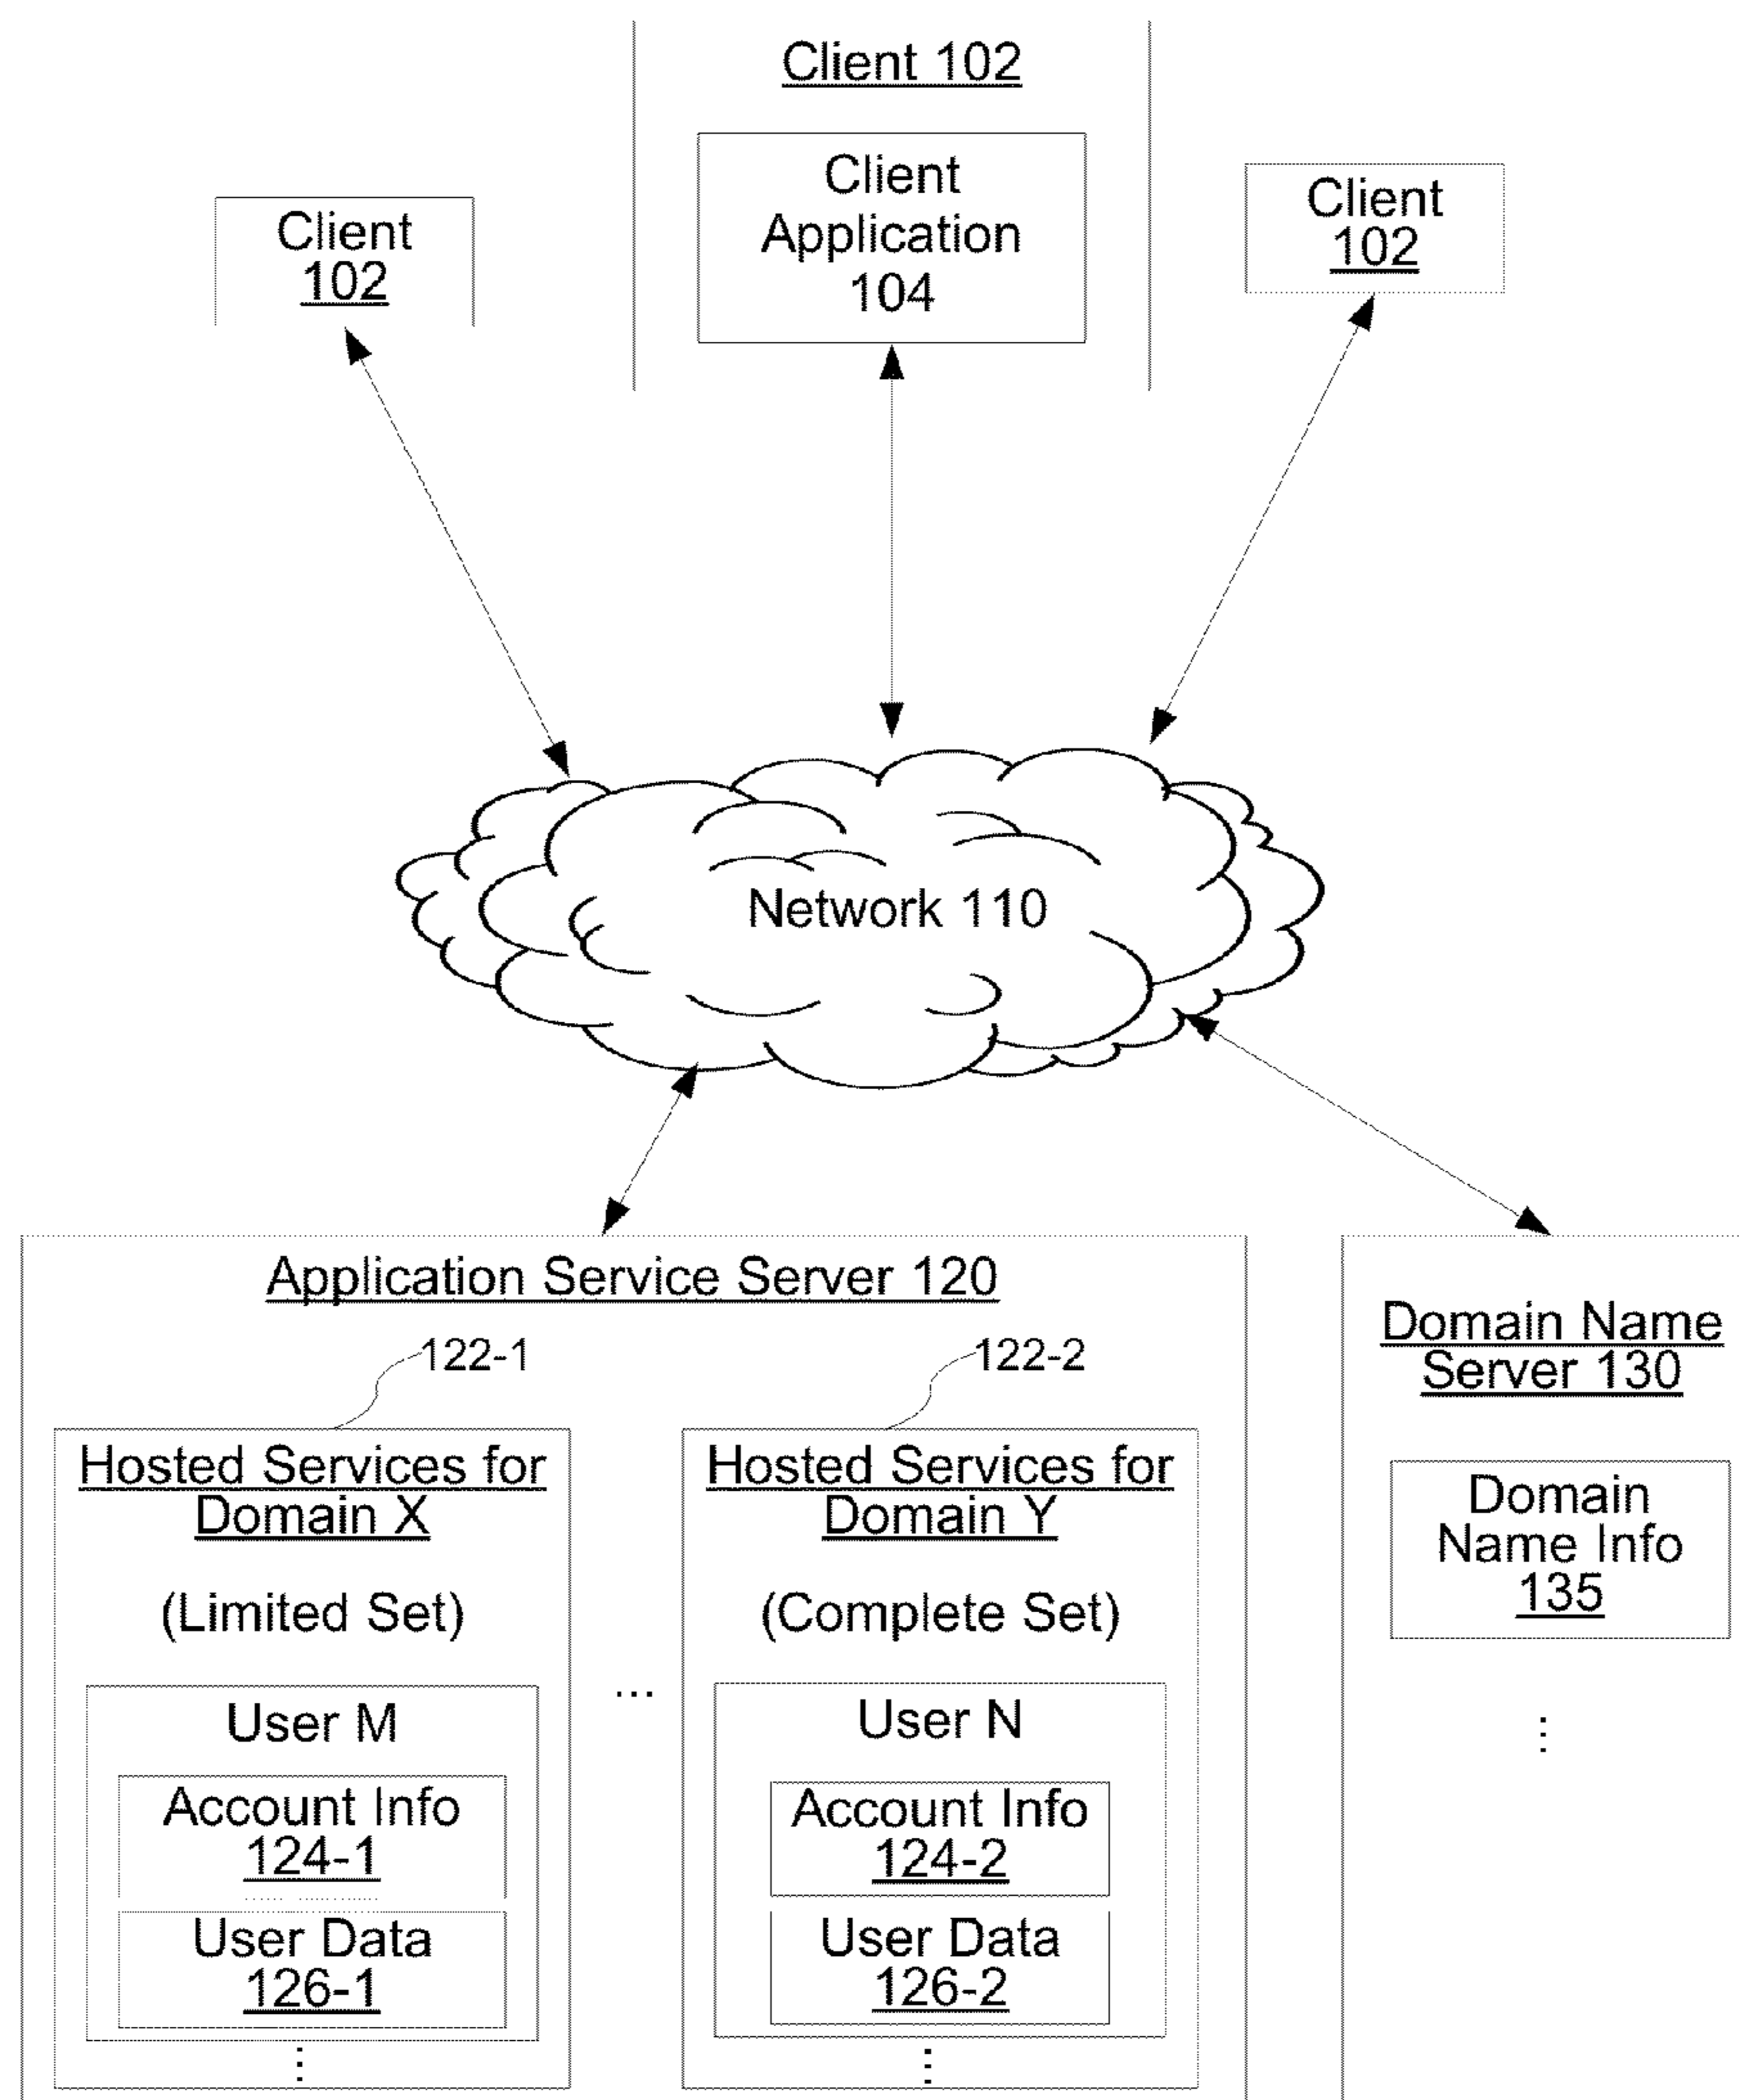 Client 102
Client
Application
104
Client
102
Client
102
Network 110
Application Service Server 120
122-1
122-2
Hosted Services for
Domain X
(Limited Set)
User M
Account Info
124-1
User Data
126-1
⋮
...
Hosted Services for
Domain Y
(Complete Set)
User N
Account Info
124-2
User Data
126-2
⋮
Domain Name
Server 130
Domain
Name Info
135
⋮